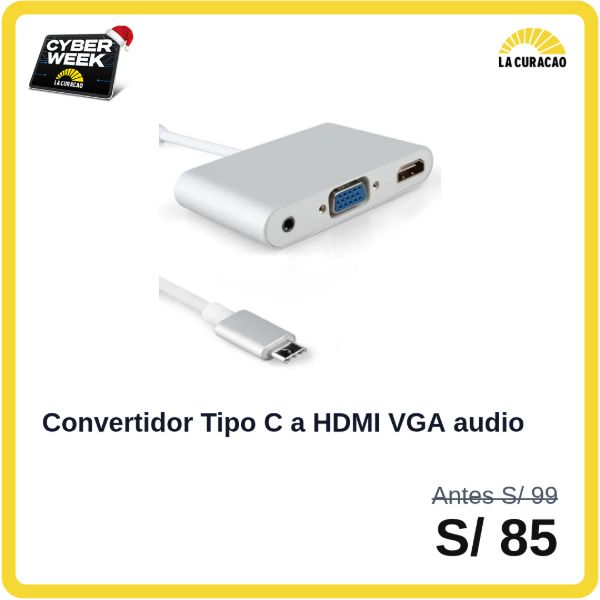 CYBER
WEEK
LA CURACAO
LA CURACAO
Convertidor Tipo C a HDMI VGA audio
Antes S/ 99
S/ 85